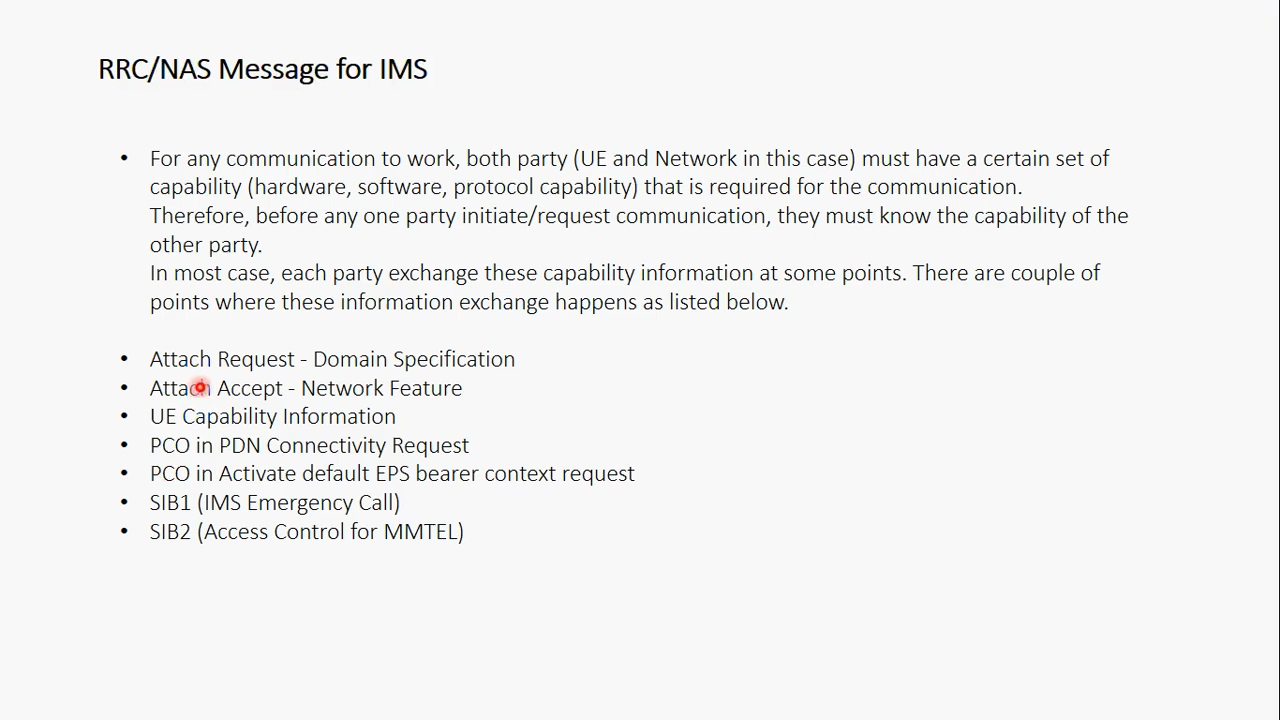 RRC/NAS Message for IMS
• For any communication to work, both party (UE and Network in this case) must have a certain set of
capability (hardware, software, protocol capability) that is required for the communication.
Therefore, before any one party initiate/request communication, they must know the capability of the
other party.
In most case, each party exchange these capability information at some points. There are couple of
points where these information exchange happens as listed below.
• Attach Request - Domain Specification
• Attach Accept - Network Feature
• UE Capability Information
• PCO in PDN Connectivity Request
• PCO in Activate default EPS bearer context request
• SIB1 (IMS Emergency Call)
• SIB2 (Access Control for MMTEL)